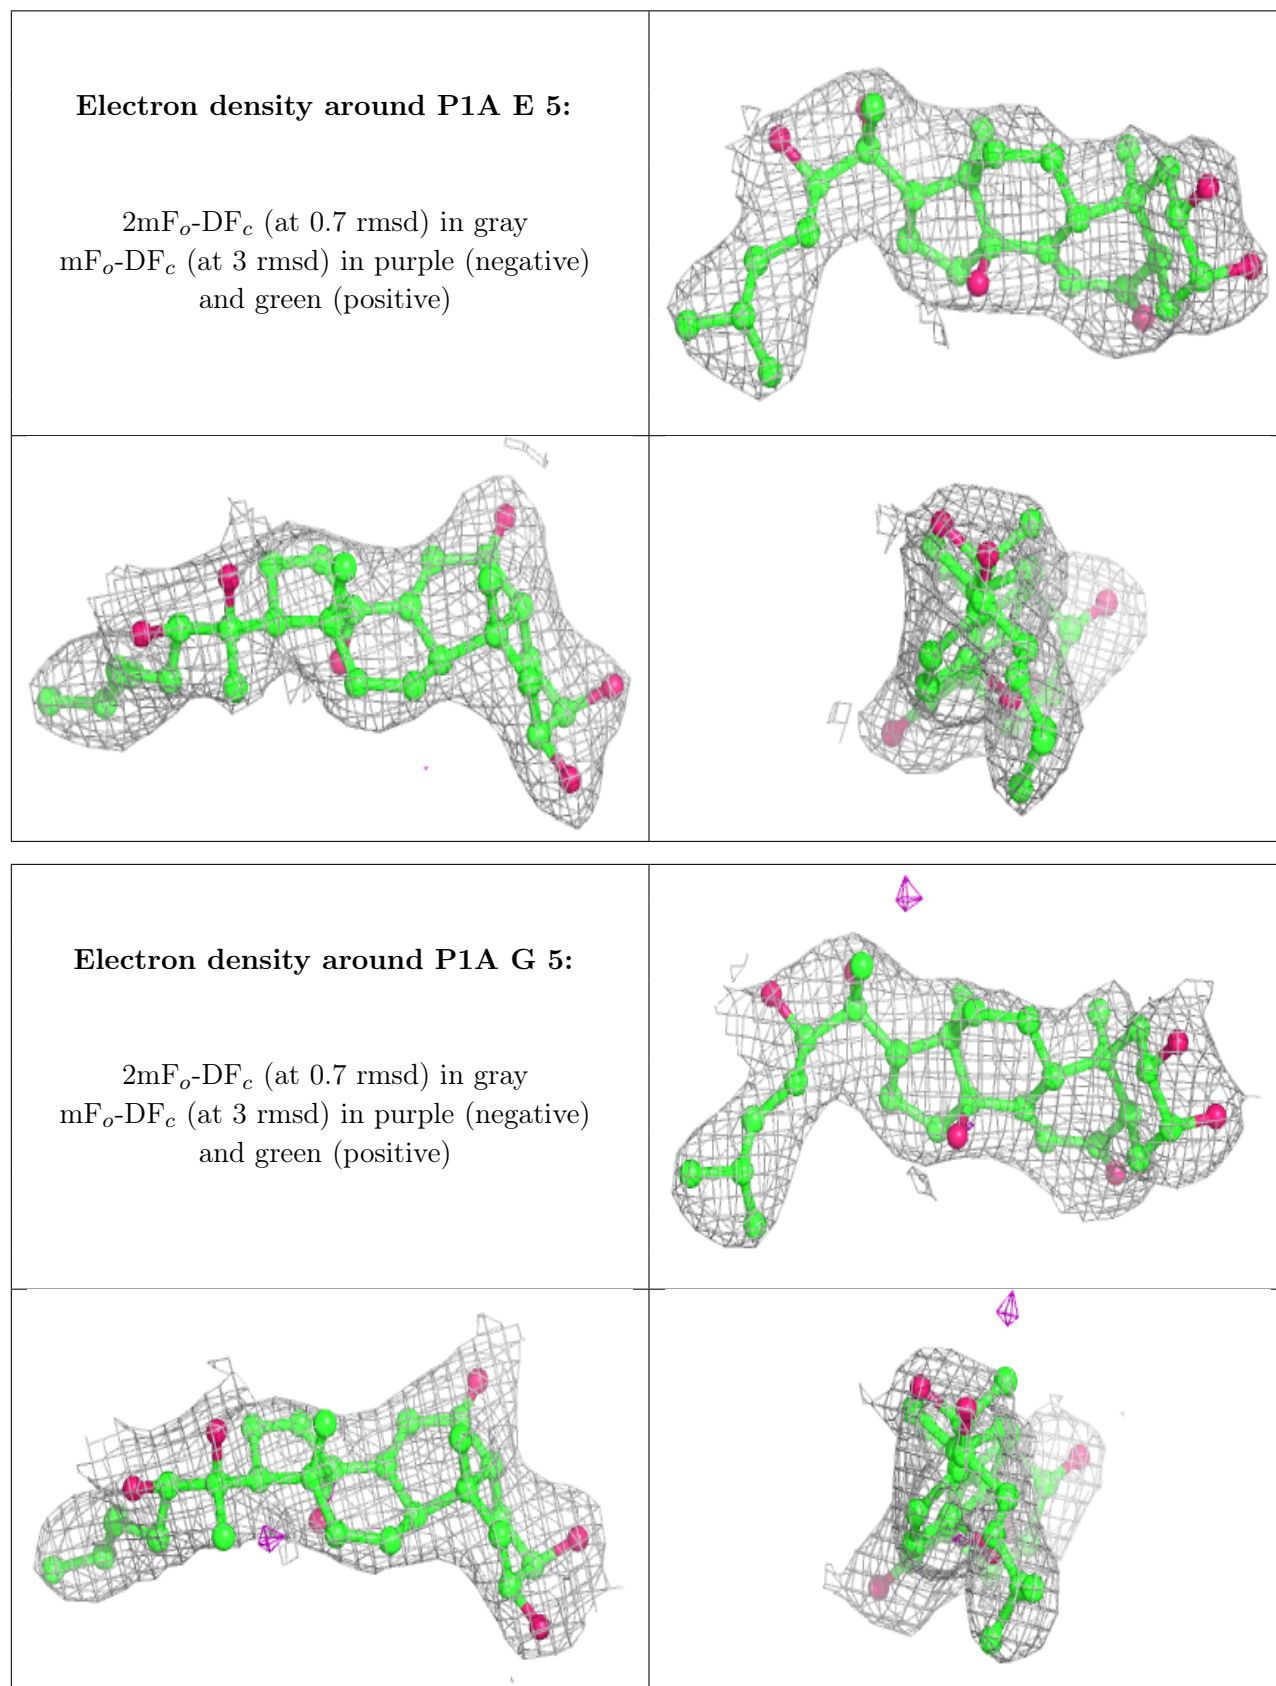 Electron density around P1A E 5:
2mFo-DFc (at 0.7 rmsd) in gray
mFo-DFc (at 3 rmsd) in purple (negative)
and green (positive)
Electron density around P1A G 5:
2mFo-DFc (at 0.7 rmsd) in gray
mFo-DFc (at 3 rmsd) in purple (negative)
and green (positive)